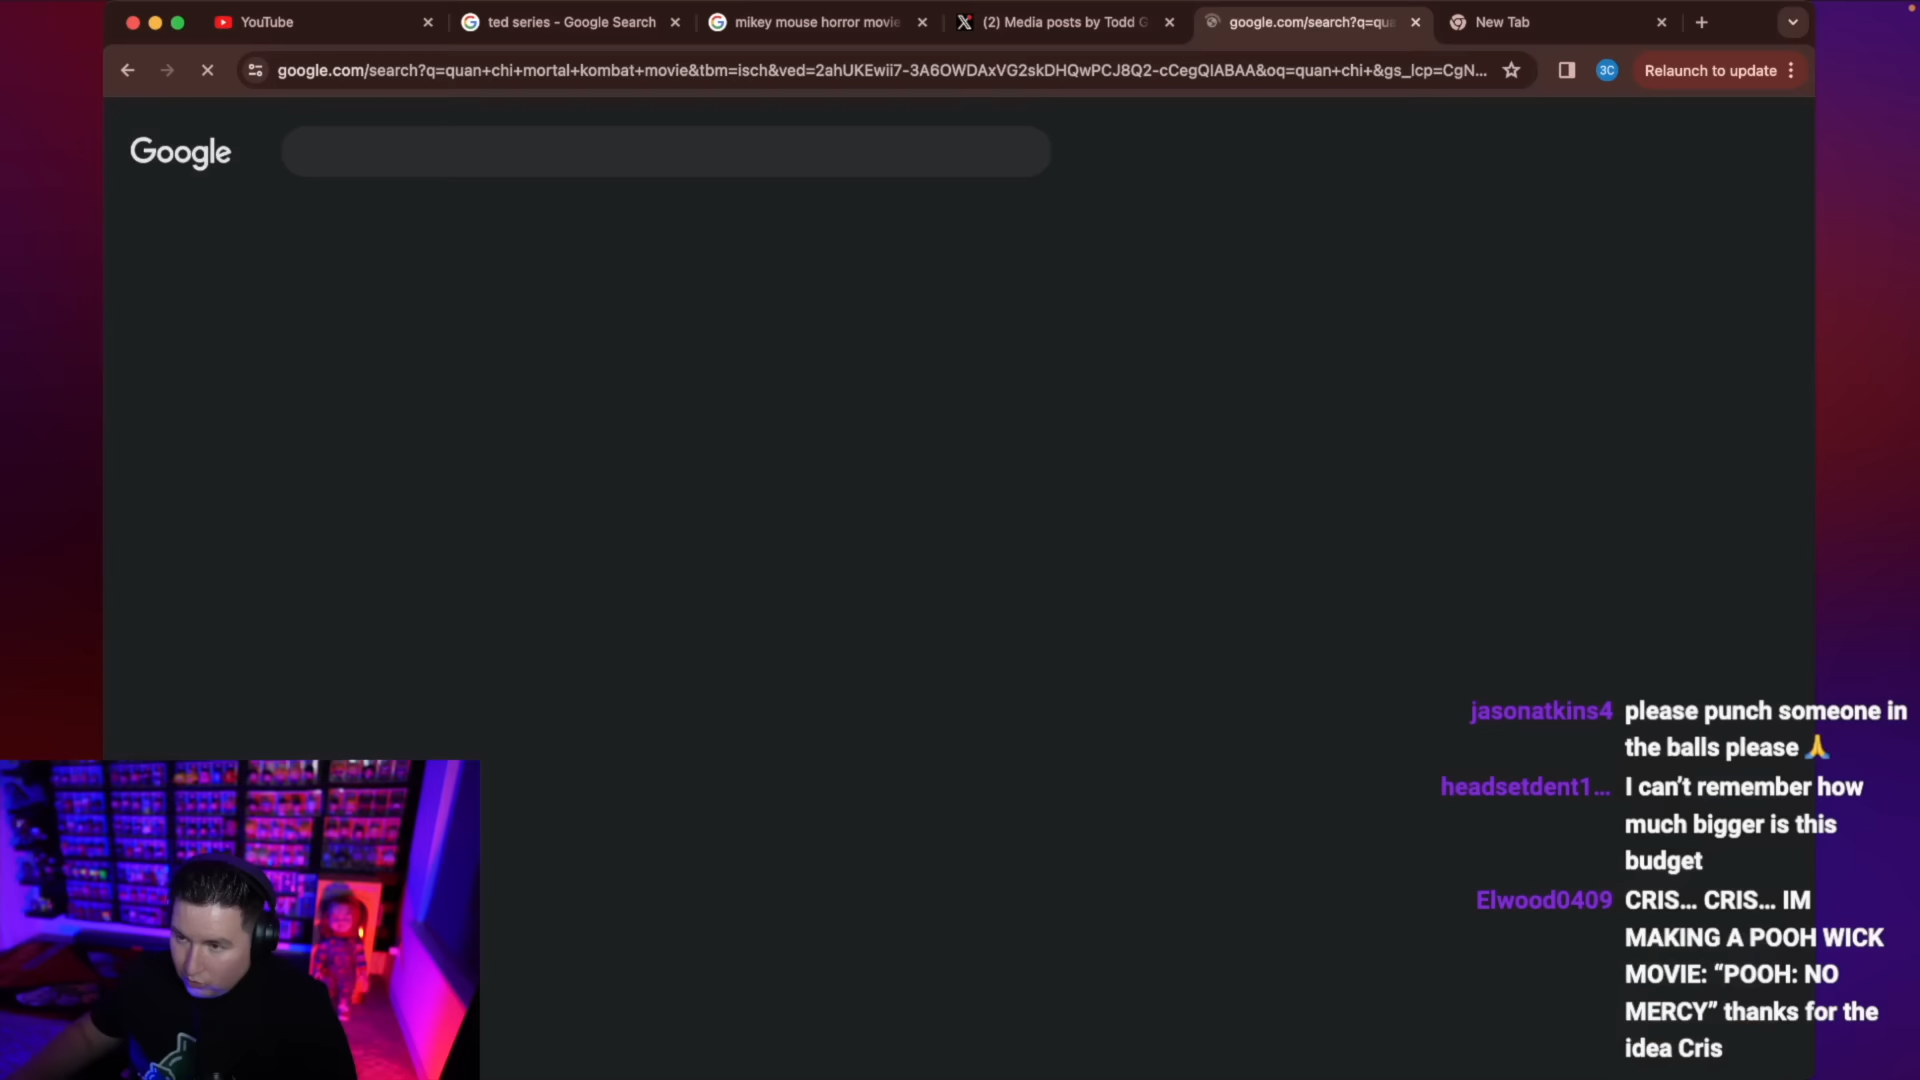 YouTube
ted series - Google Search
mikey mouse horror movie
(2) Media posts by Todd G
google.com/search?q=qua
New Tab
google.com/search?q=quan+chi+mortal+kombat+movie&tbm=isch&ved=2ahUKEwii7-3A6OWDAxVG2skDHQwPCJ8Q2-cCegQIABAA&oq=quan+chi+&gs_lcp=CgN...
3C
Relaunch to update
Google
jasonatkins4 please punch someone in
the balls please 🙏
headsetdent1... I can't remember how
much bigger is this
budget
Elwood0409 CRIS... CRIS... IM
MAKING A POOH WICK
MOVIE: “POOH: NO
MERCY” thanks for the
idea Cris